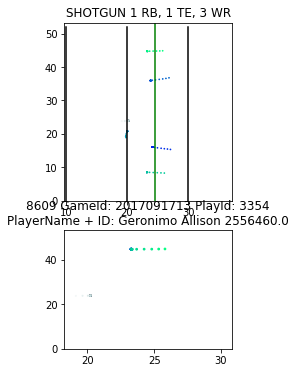 SHOTGUN 1 RB, 1 TE, 3 WR
50
40
30
20
10
0
10 20 30
8609 GameId: 2017091713 PlayId: 3354
PlayerName + ID: Geronimo Allison 2556460.0
40
20
0
20 25 30